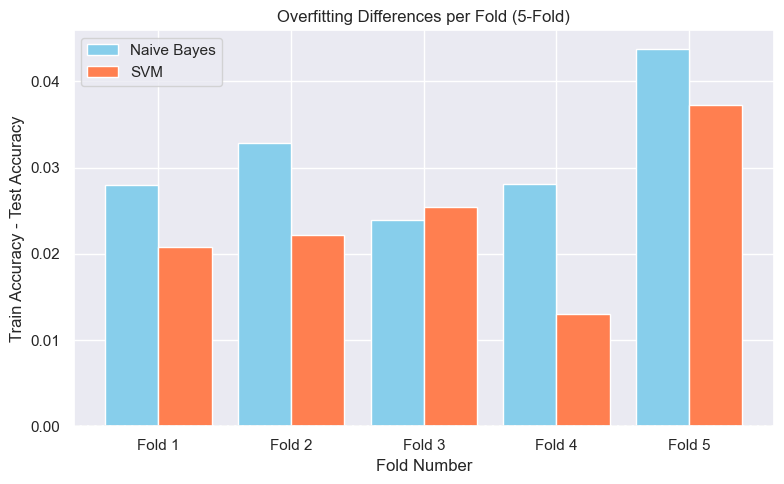 Overfitting Differences per Fold (5-Fold)
Naive Bayes
SVM
Train Accuracy - Test Accuracy
0.04
0.03
0.02
0.01
0.00
Fold 1
Fold 2
Fold 3
Fold 4
Fold 5
Fold Number